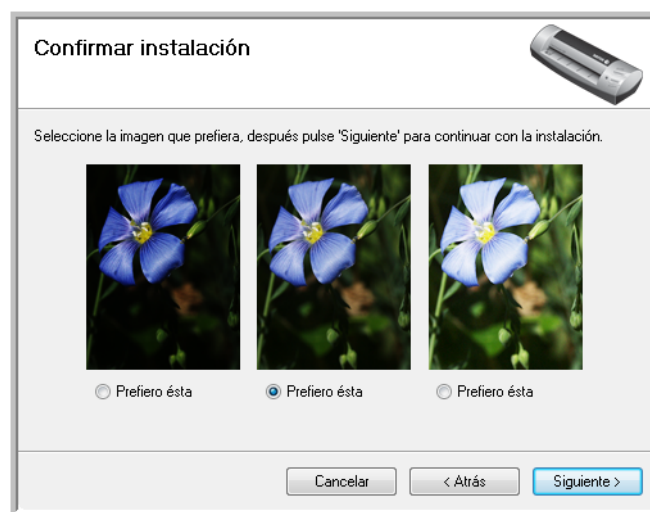 Confirmar instalación
Seleccione la imagen que prefiera, después pulse 'Siguiente' para continuar con la instalación.
Prefiero ésta
Prefiero ésta
Prefiero ésta
Cancelar
< Atrás
Siguiente >